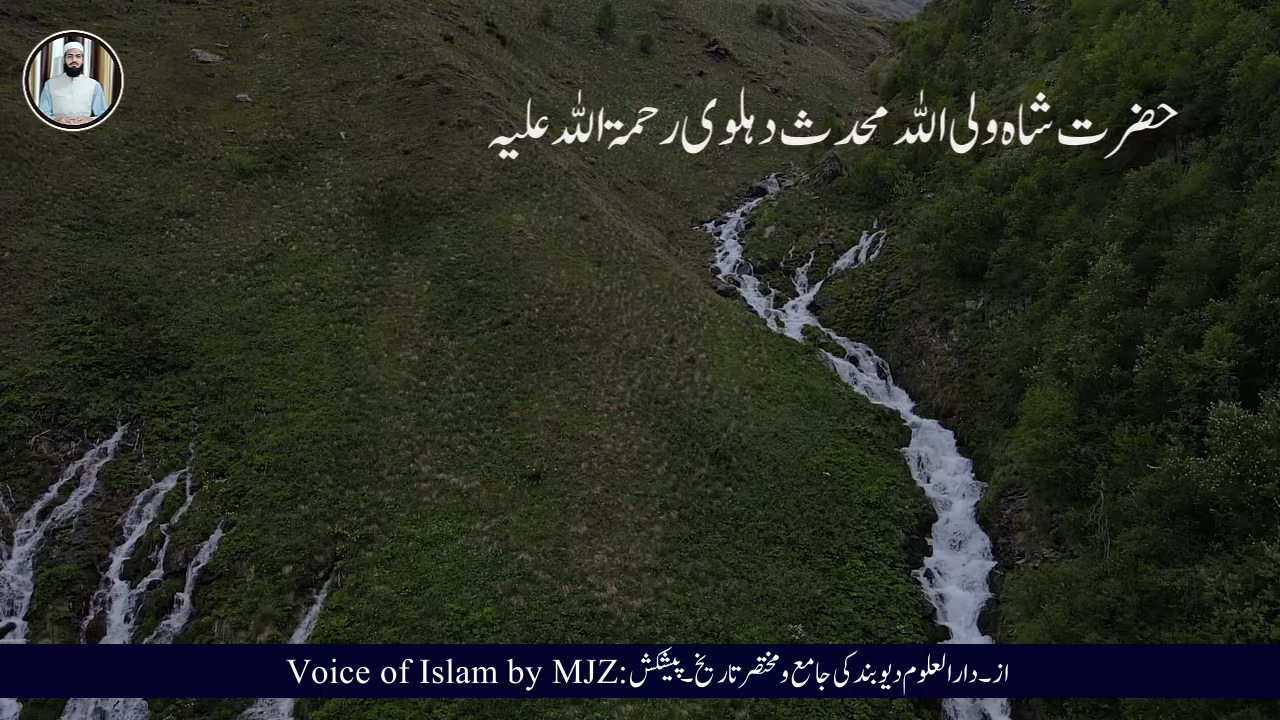 حضرت شاہ ولی اللہ محدث دہلوی رحمۃ اللہ علیہ
از۔دارالعلوم دیوبند کی جامع و مختصر تاریخ۔پیشکش:Voice of Islam by MJZ